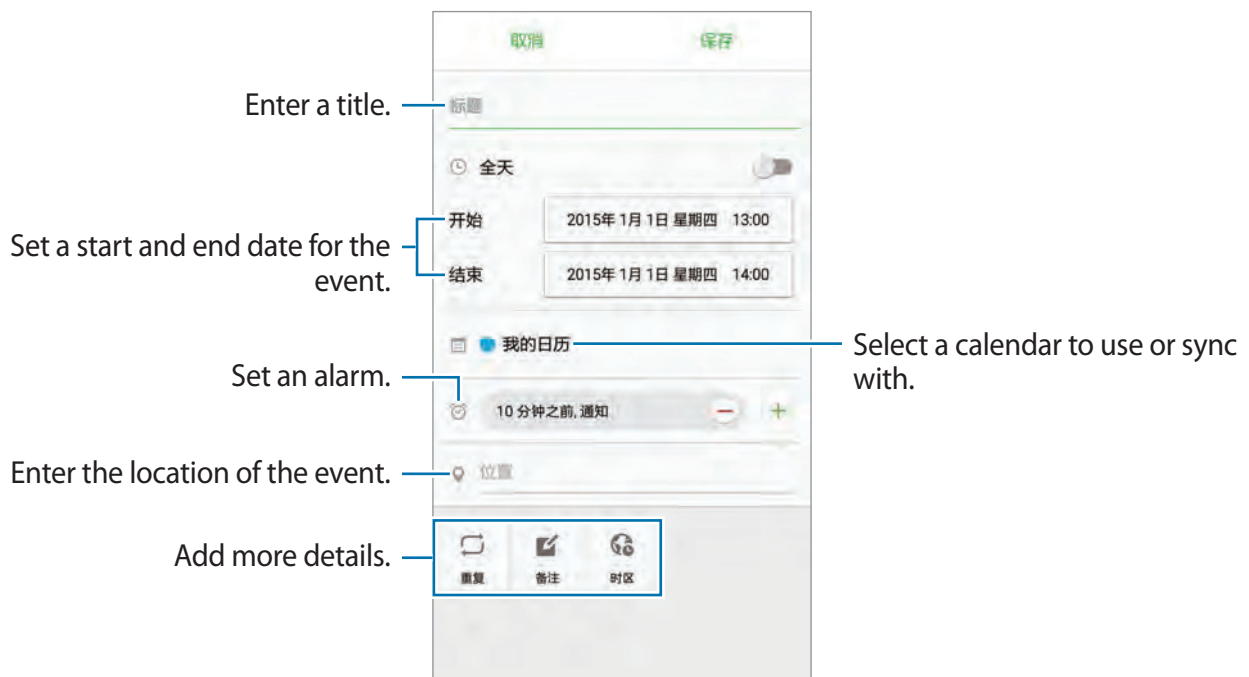 取消 保存
Enter a title.
标题
全天
开始 2015年 1月 1日 星期四 13:00
Set a start and end date for the
event.
结束 2015年 1月 1日 星期四 14:00
我的日历
Select a calendar to use or sync
with.
Set an alarm.
10 分钟之前, 通知
Enter the location of the event.
位置
Add more details.
重复 备注 时区